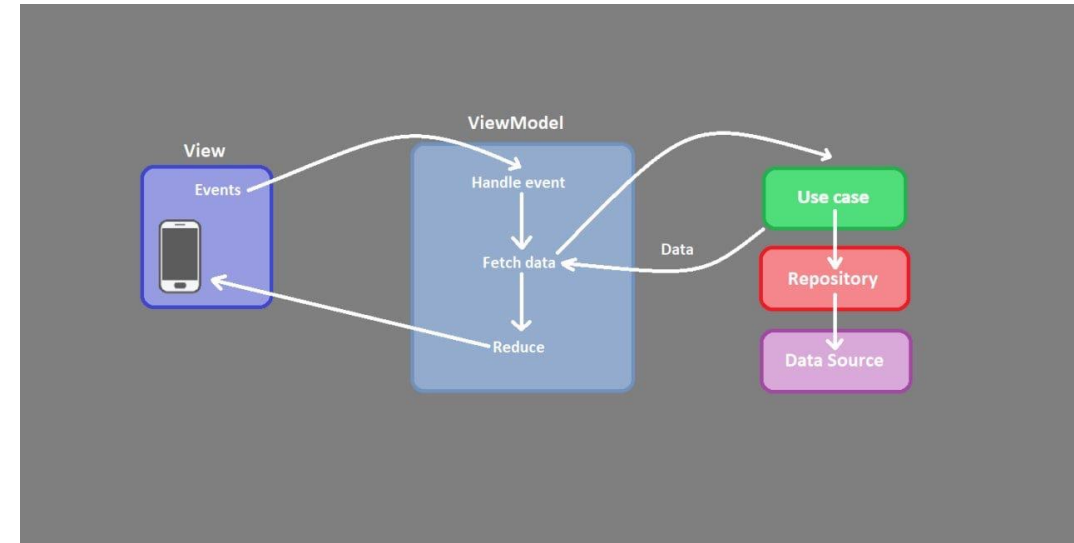 View
Events
ViewModel
Handle event
Fetch data
Reduce
Data
Use case
Repository
Data Source